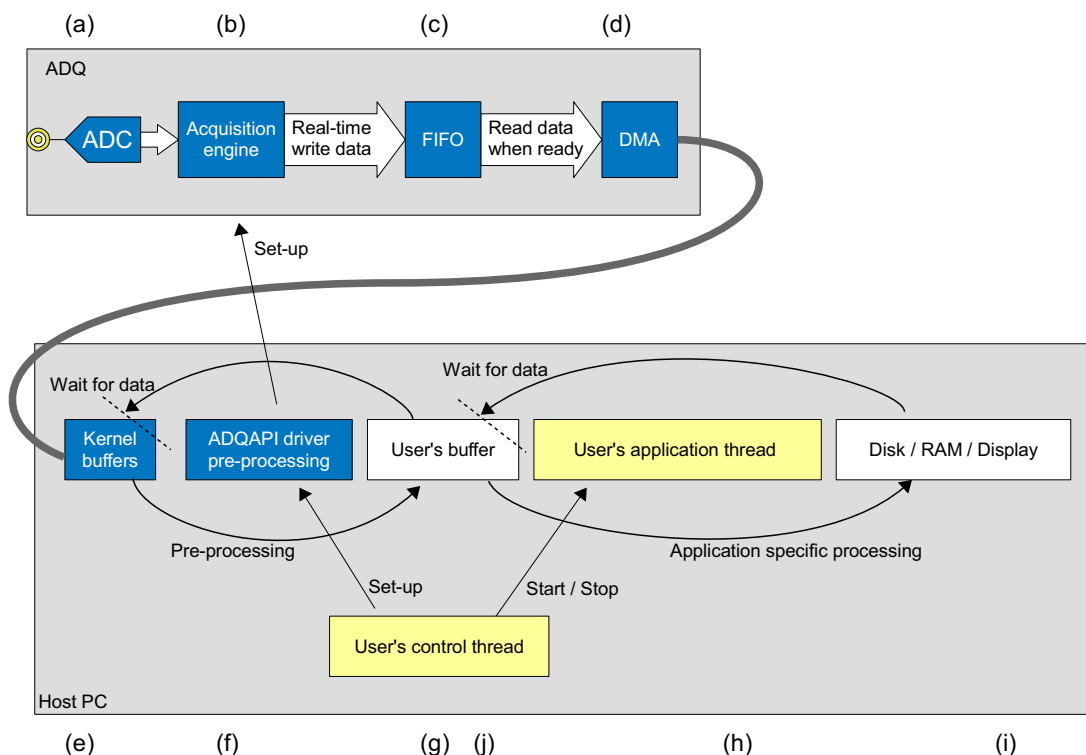 (a) (b) (c) (d)
ADQ
ADC
Acquisition
engine
Real-time
write data
FIFO
Read data
when ready
DMA
Set-up
Wait for data
Wait for data
Kernel
buffers
ADQAPI driver
pre-processing
User's buffer
User's application thread
Disk / RAM / Display
Pre-processing
Application specific processing
Set-up
Start / Stop
User's control thread
Host PC
(e) (f) (g) (j) (h) (i)